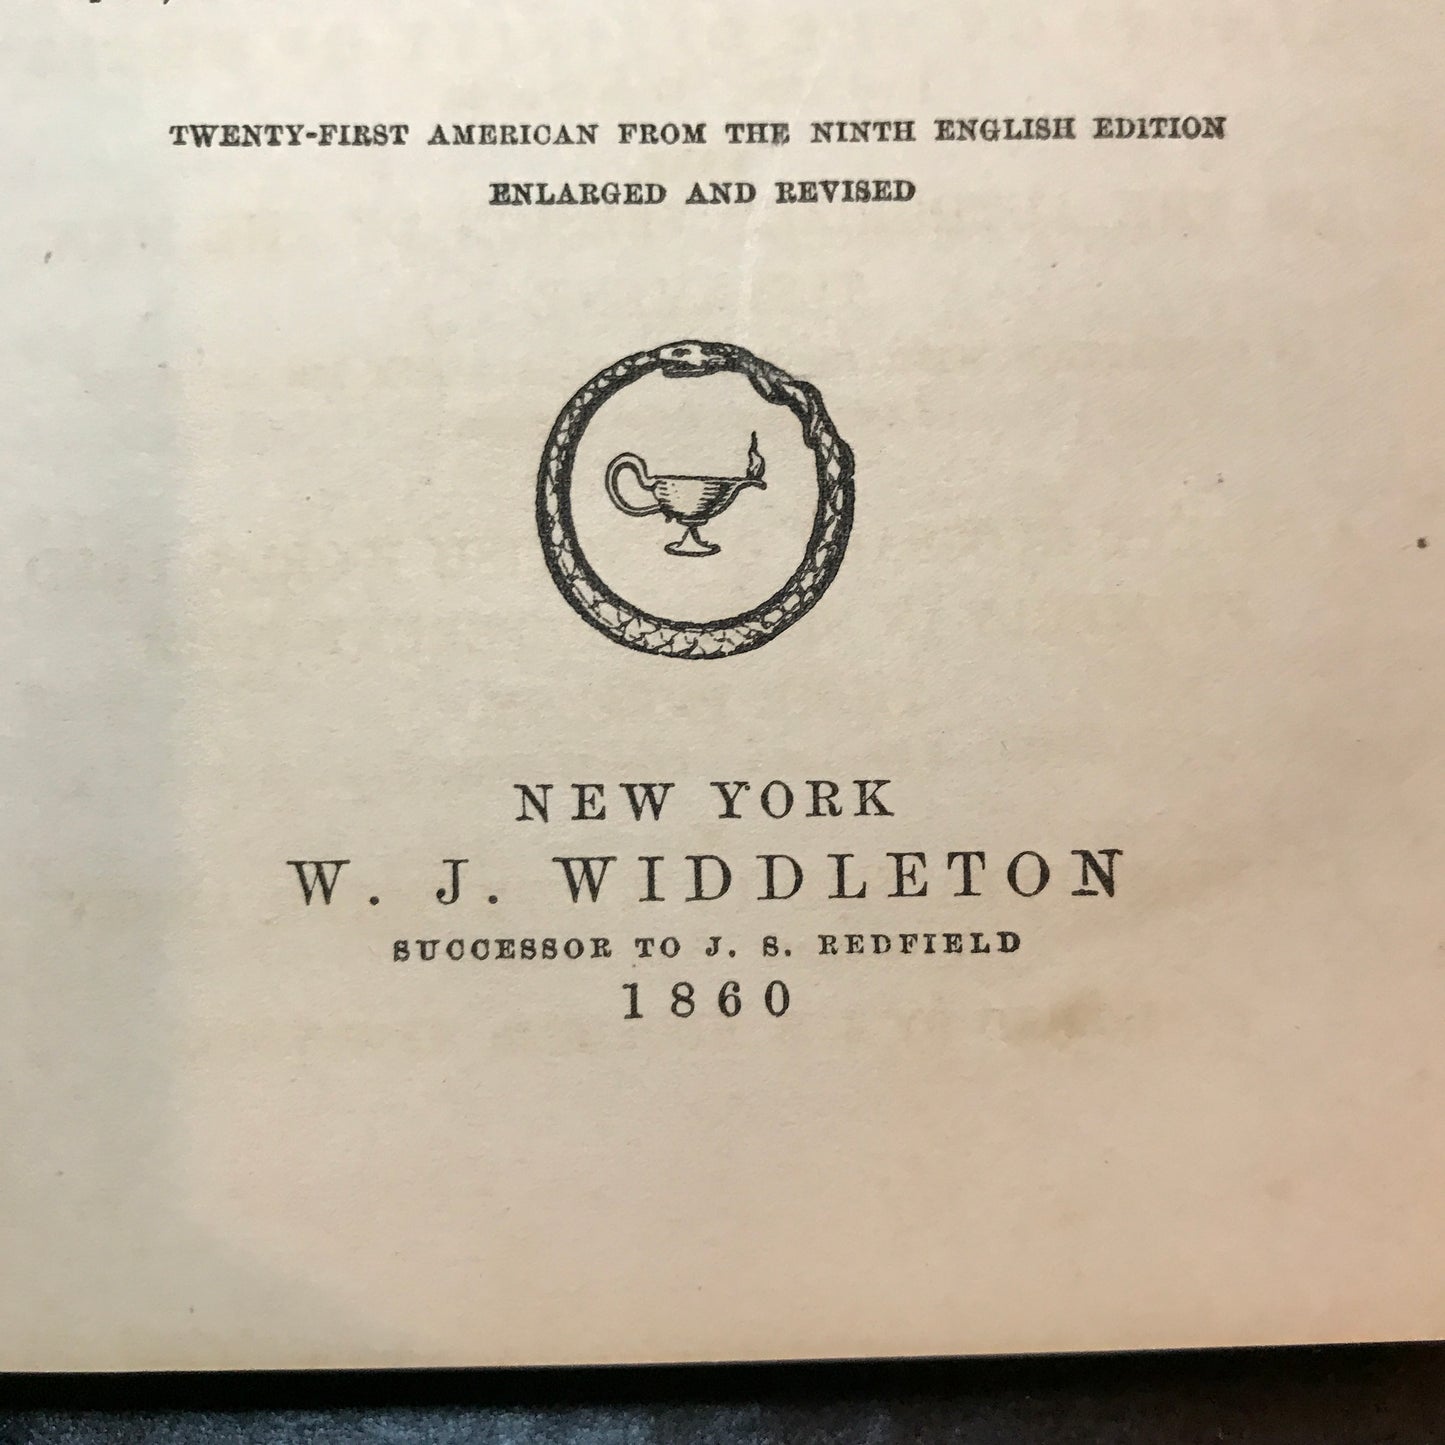 TWENTY-FIRST AMERICAN FROM THE NINTH ENGLISH EDITION
ENLARGED AND REVISED
NEW YORK
W. J. WIDDLETON
SUCCESSOR TO J. S. REDFIELD
1860